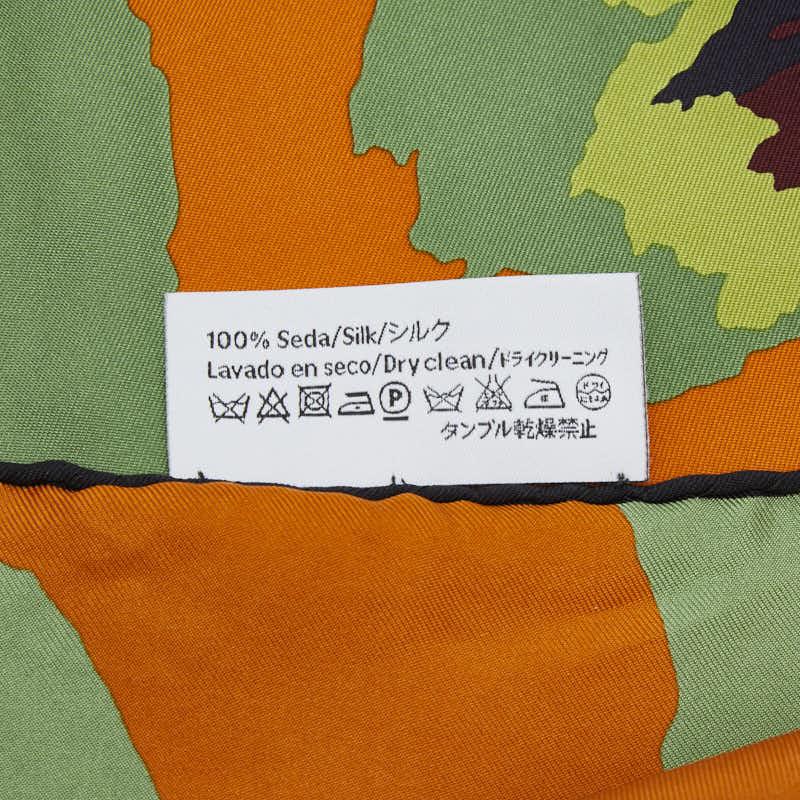 100% Seda/Silk/シルク
Lavado en seco/Dry clean/ドライクリーニング
P
タンブル乾燥禁止